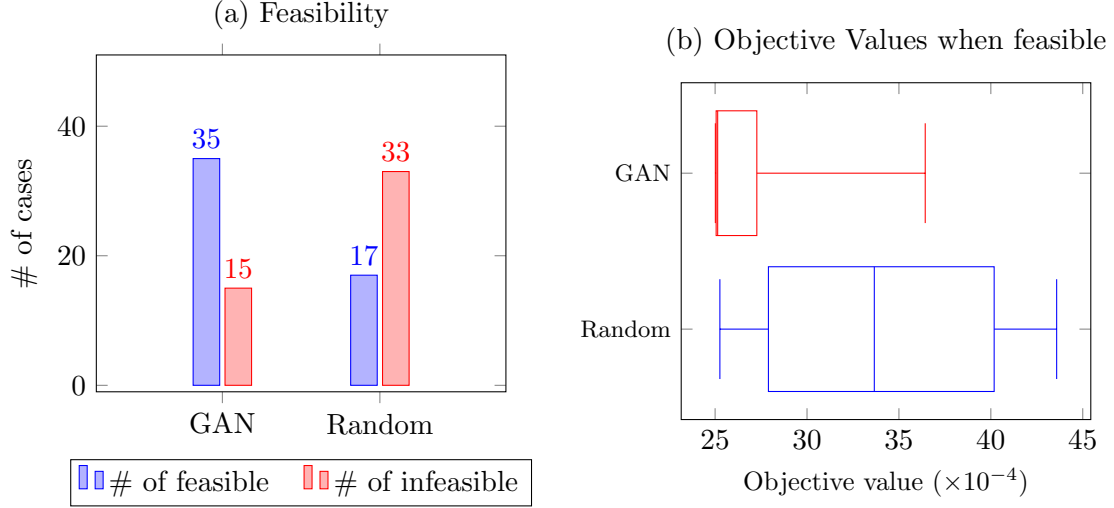 (a) Feasibility
# of cases
40
20
0
35
15
17
33
GAN
Random
# of feasible
# of infeasible
(b) Objective Values when feasible
GAN
Random
25
30
35
40
45
Objective value (×10⁻⁴)